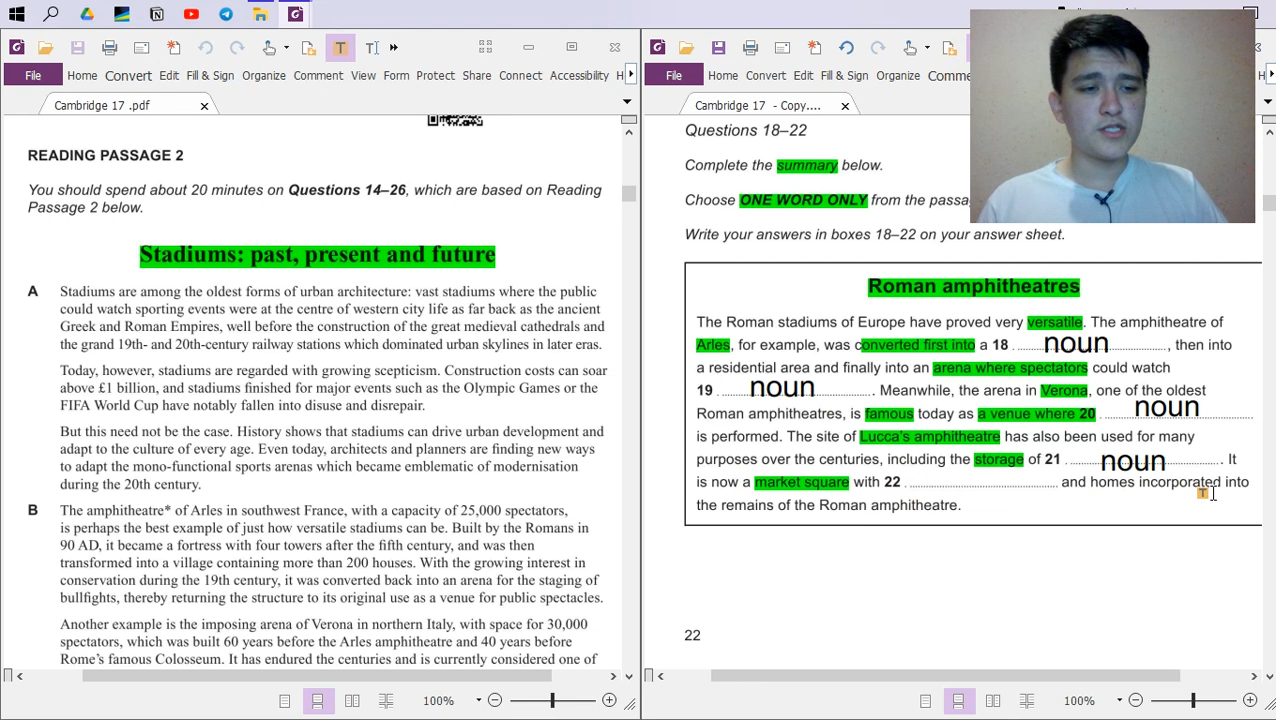 File Home Convert Edit Fill & Sign Organize Comment View Form Protect Share Connect Accessibility H
Cambridge 17 .pdf
READING PASSAGE 2
You should spend about 20 minutes on Questions 14–26, which are based on Reading
Passage 2 below.
Stadiums: past, present and future
A Stadiums are among the oldest forms of urban architecture: vast stadiums where the public
could watch sporting events were at the centre of western city life as far back as the ancient
Greek and Roman Empires, well before the construction of the great medieval cathedrals and
the grand 19th- and 20th-century railway stations which dominated urban skylines in later eras.
Today, however, stadiums are regarded with growing scepticism. Construction costs can soar
above £1 billion, and stadiums finished for major events such as the Olympic Games or the
FIFA World Cup have notably fallen into disuse and disrepair.
But this need not be the case. History shows that stadiums can drive urban development and
adapt to the culture of every age. Even today, architects and planners are finding new ways
to adapt the mono-functional sports arenas which became emblematic of modernisation
during the 20th century.
B The amphitheatre* of Arles in southwest France, with a capacity of 25,000 spectators,
is perhaps the best example of just how versatile stadiums can be. Built by the Romans in
90 AD, it became a fortress with four towers after the fifth century, and was then
transformed into a village containing more than 200 houses. With the growing interest in
conservation during the 19th century, it was converted back into an arena for the staging of
bullfights, thereby returning the structure to its original use as a venue for public spectacles.
Another example is the imposing arena of Verona in northern Italy, with space for 30,000
spectators, which was built 60 years before the Arles amphitheatre and 40 years before
Rome's famous Colosseum. It has endured the centuries and is currently considered one of
100%
File Home Convert Edit Fill & Sign Organize
Cambridge 17 - Copy....
Questions 18–22
Complete the summary below.
Choose ONE WORD ONLY from the
Write your answers in boxes 18–22 on your answer sheet.
Roman amphitheatres
The Roman stadiums of Europe have proved very versatile. The amphitheatre of
Arles, for example, was converted first into a 18 noun, then into
a residential area and finally into an arena where spectators could watch
19 noun. Meanwhile, the arena in Verona, one of the oldest
Roman amphitheatres, is famous today as a venue where 20 noun
is performed. The site of Lucca's amphitheatre has also been used for many
purposes over the centuries, including the storage of 21 noun. It
is now a market square with 22 and homes incorporated into
the remains of the Roman amphitheatre.
22
100%